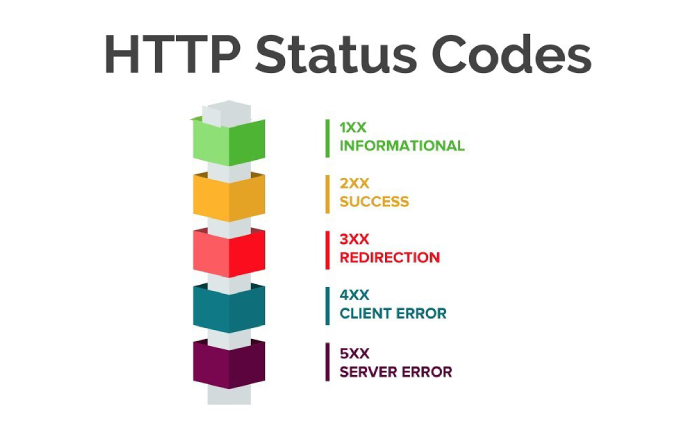 HTTP Status Codes
1XX
INFORMATIONAL
2XX
SUCCESS
3XX
REDIRECTION
4XX
CLIENT ERROR
5XX
SERVER ERROR